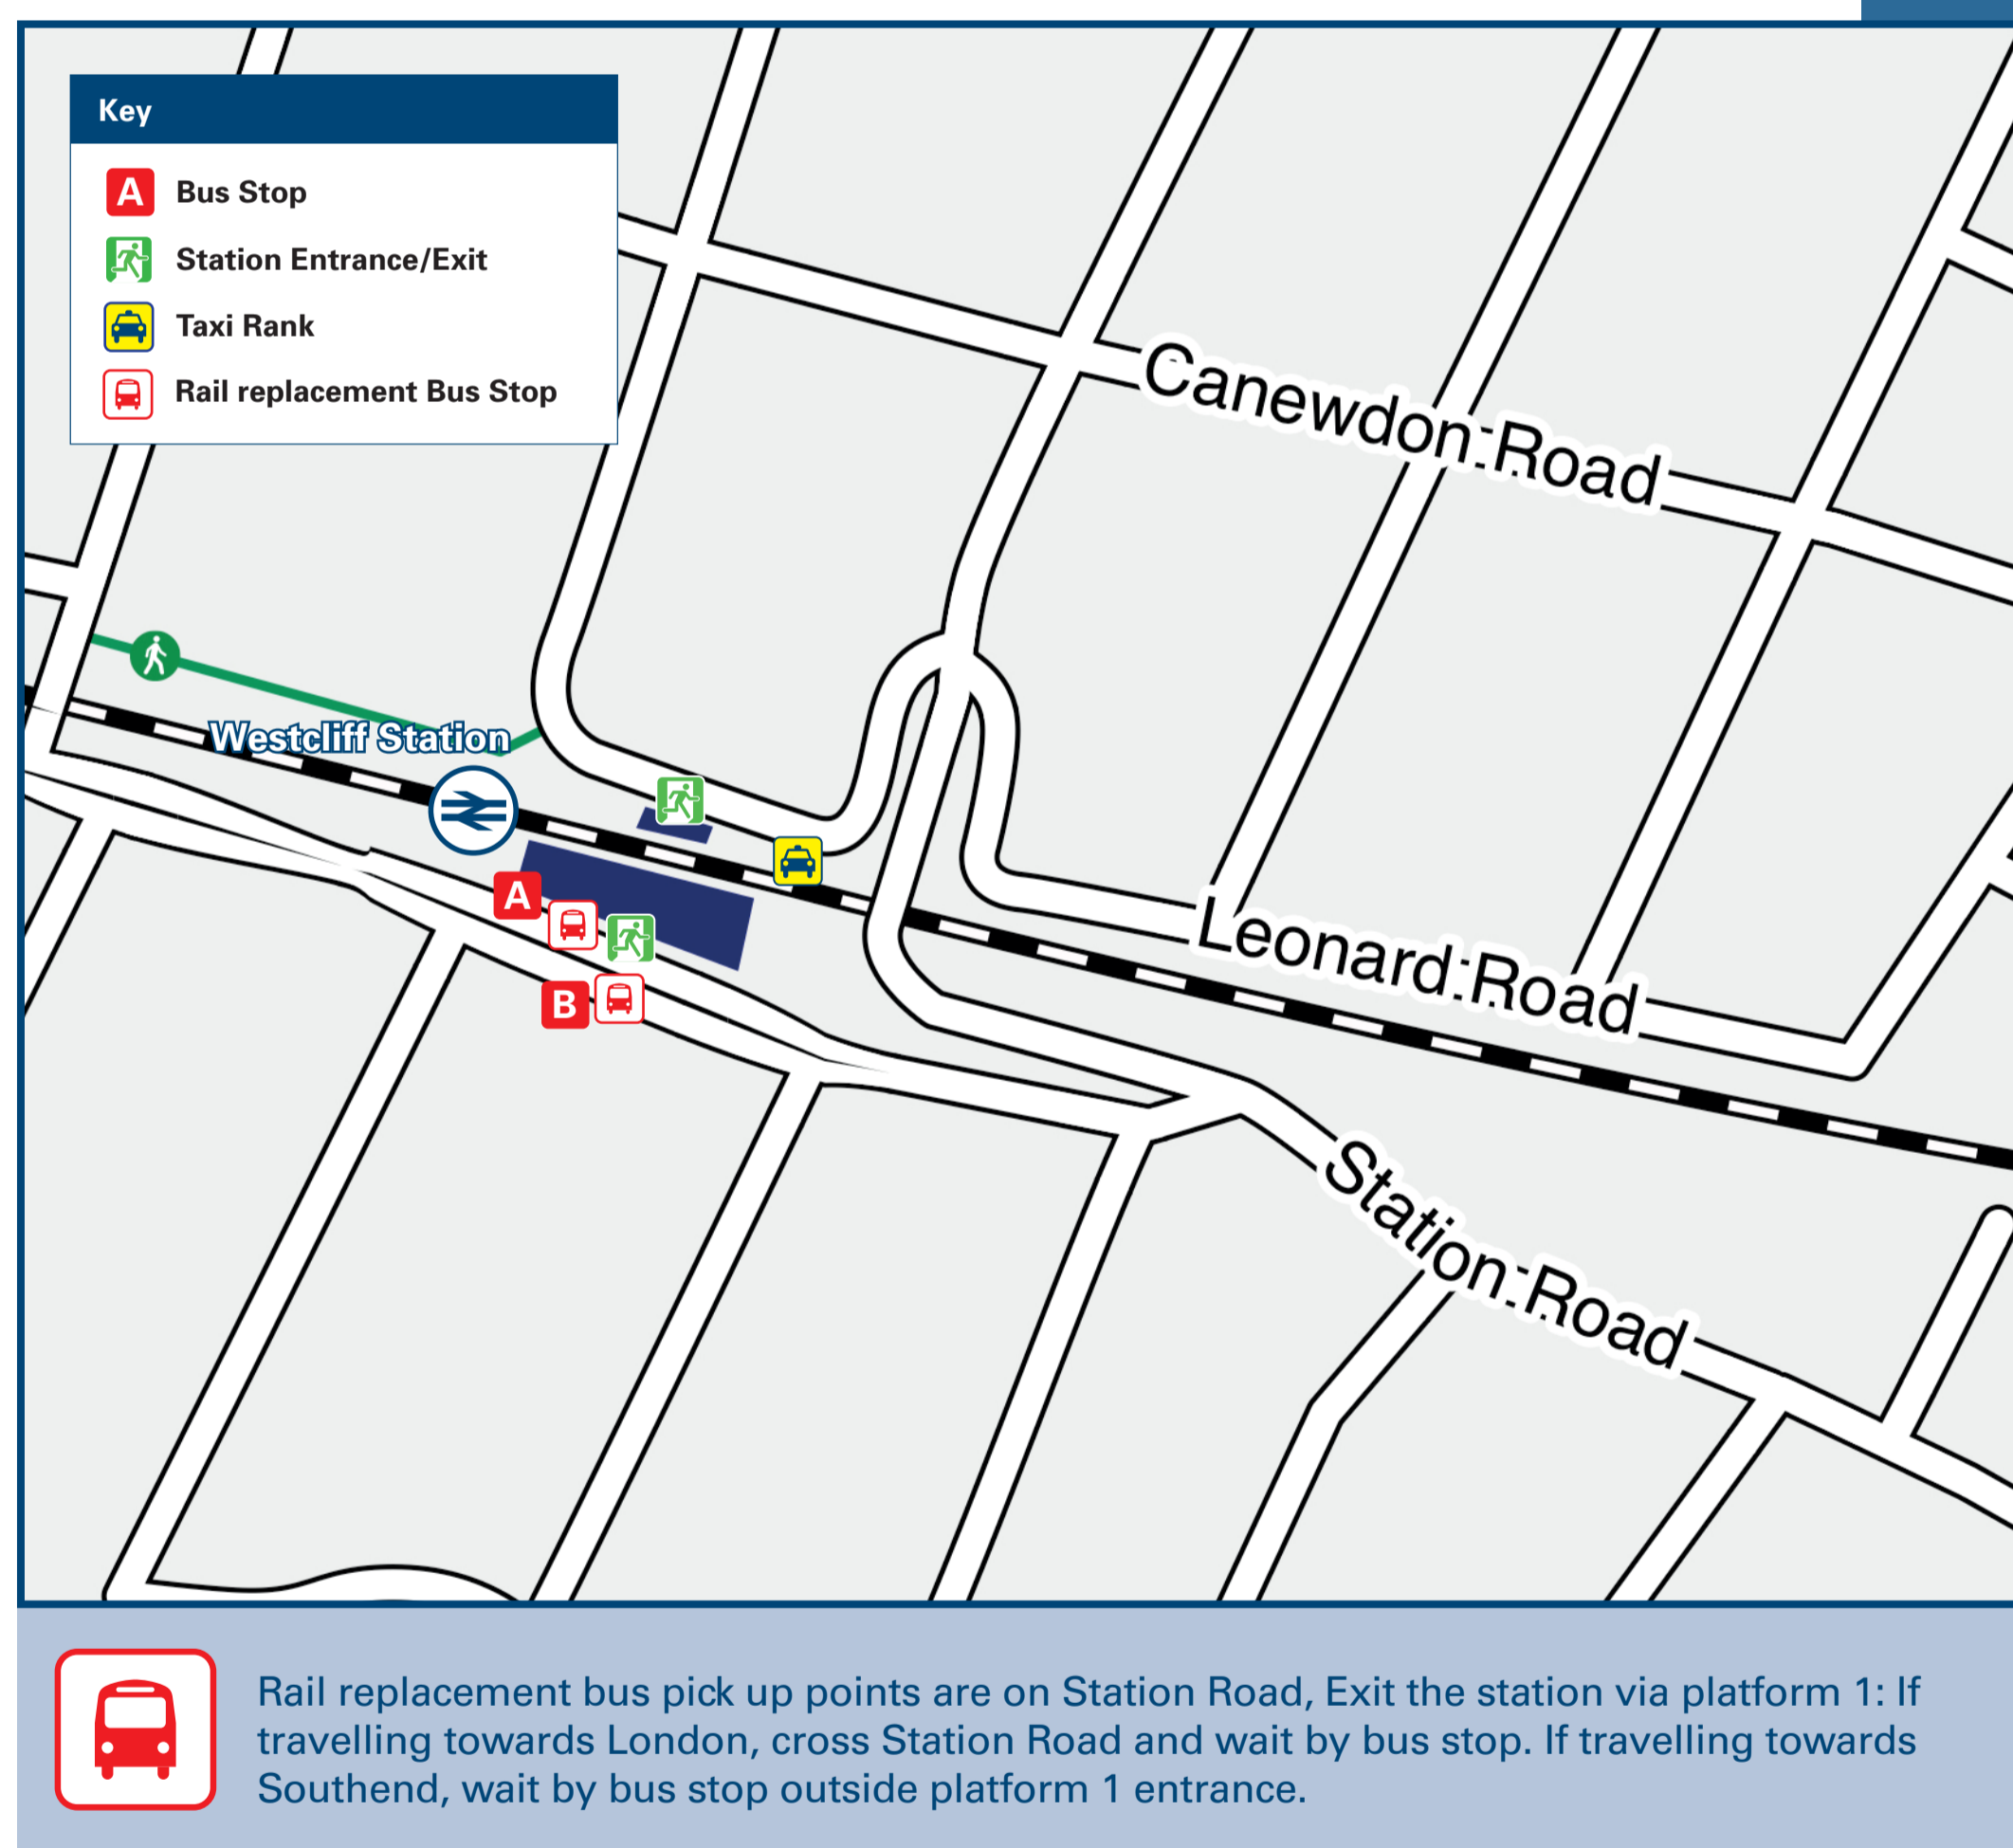 Key
A Bus Stop
Station Entrance/Exit
Taxi Rank
Rail replacement Bus Stop
Canewdon Road
Westcliff Station
A
B
Leonard Road
Station Road
Rail replacement bus pick up points are on Station Road, Exit the station via platform 1: If
travelling towards London, cross Station Road and wait by bus stop. If travelling towards
Southend, wait by bus stop outside platform 1 entrance.